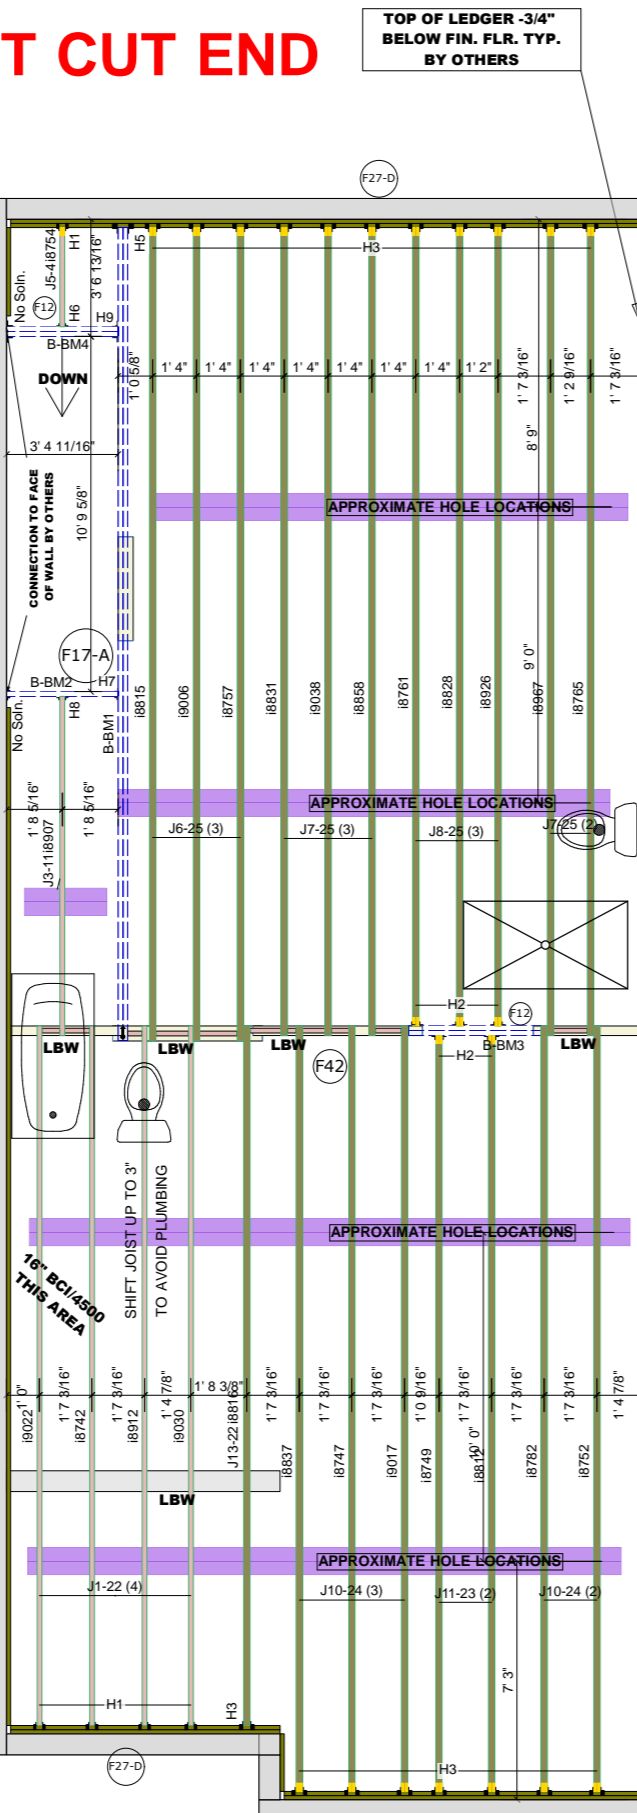 T CUT END
TOP OF LEDGER -3/4"
BELOW FIN. FLR. TYP.
BY OTHERS
F27-D
J5-4i8754
H1
3' 6 13/16"
H5
H3
No Soln.
F12
H6
H9
B-BM4
DOWN
1' 0 5/8"
1' 4"
1' 4"
1' 4"
1' 4"
1' 4"
1' 4"
1' 4"
1' 2"
1' 7 3/16"
1' 2 9/16"
1' 7 3/16"
8' 9"
3' 4 11/16"
CONNECTION TO FACE
OF WALL BY OTHERS
10' 9 5/8"
APPROXIMATE HOLE LOCATIONS
F17-A
9' 0"
B-BM2
H7
H8
No Soln.
B-BM1
i8815
i9006
i8757
i8831
i9038
i8858
i8761
i8828
i8926
i8967
i8765
APPROXIMATE HOLE LOCATIONS
1' 8 5/16"
1' 8 5/16"
J3-11i8907
J6-25 (3)
J7-25 (3)
J8-25 (3)
J7-25 (2)
H2
F12
LBW
LBW
LBW
B-BM3
LBW
H2
F42
SHIFT JOIST UP TO 3"
TO AVOID PLUMBING
APPROXIMATE HOLE LOCATIONS
16" BCI/4500
THIS AREA
1' 0"
1' 7 3/16"
1' 7 3/16"
1' 4 7/8"
1' 8 3/8"
1' 7 3/16"
1' 7 3/16"
1' 7 3/16"
1' 0 9/16"
1' 7 3/16"
1' 7 3/16"
1' 7 3/16"
1' 4 7/8"
10' 0"
i9022
i8742
i8912
i9030
J13-22 i8816
i8837
i8747
i9017
i8749
i8812
i8782
i8752
LBW
APPROXIMATE HOLE LOCATIONS
J1-22 (4)
J10-24 (3)
J11-23 (2)
J10-24 (2)
7' 3"
H1
H3
F27-D
H3